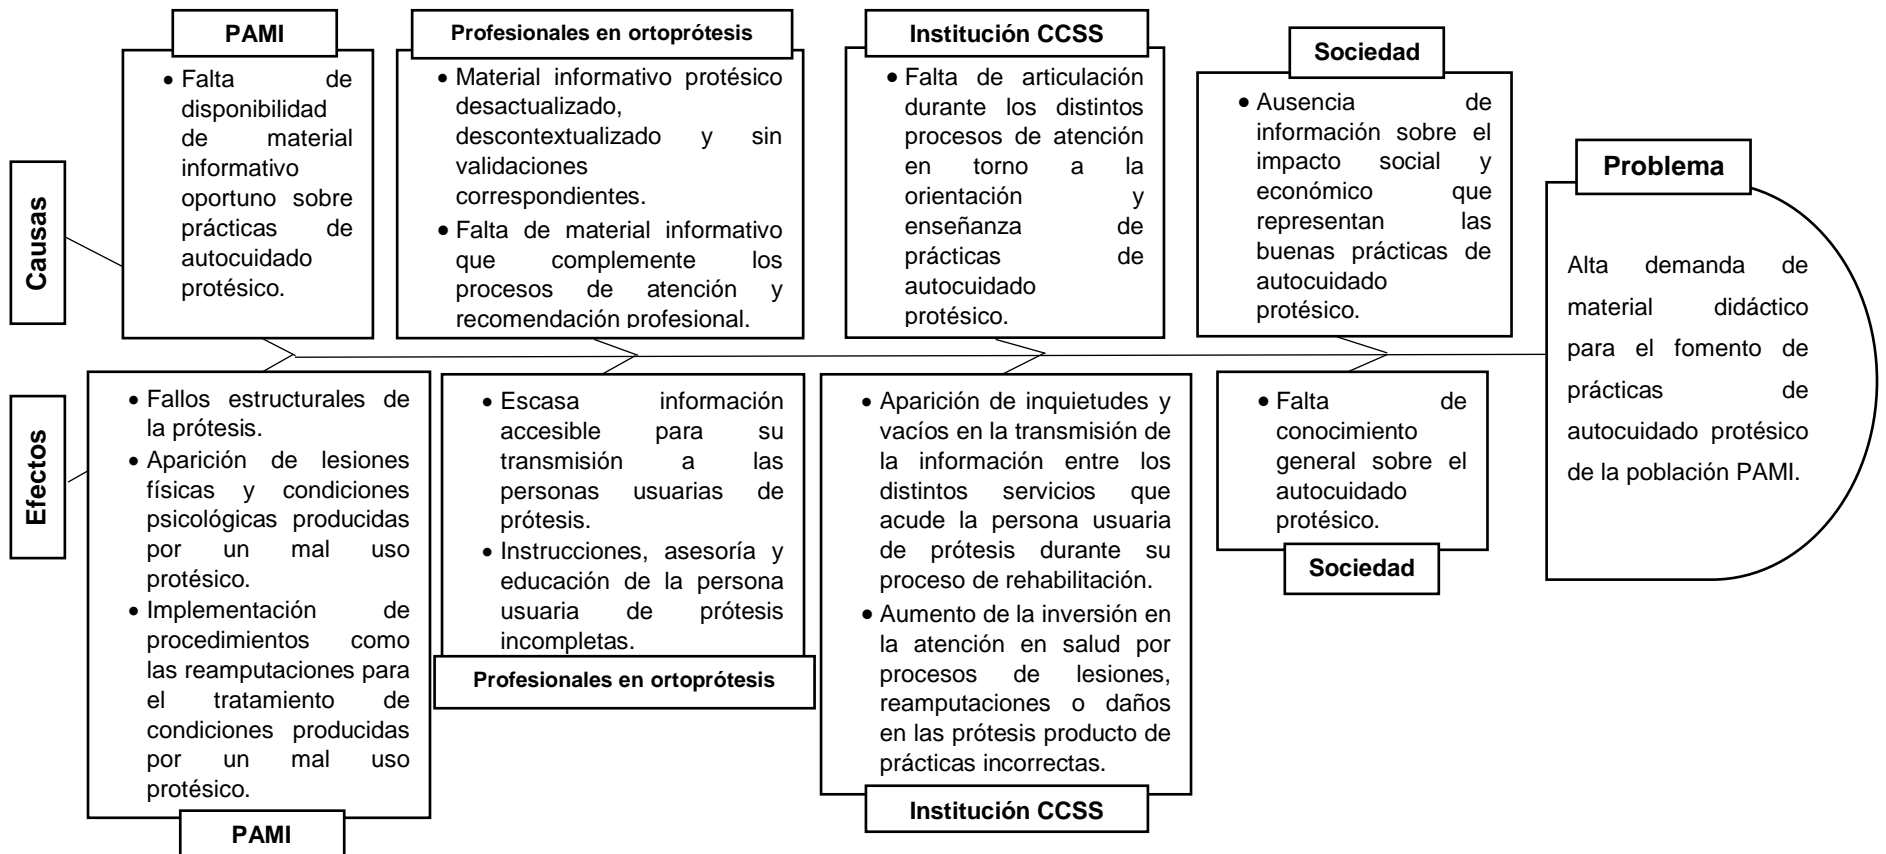 PAMI
• Falta de
disponibilidad
de material
informativo
oportuno sobre
prácticas de
autocuidado
protésico.
Profesionales en ortoprótesis
• Material informativo protésico
desactualizado,
descontextualizado y sin
validaciones
correspondientes.
• Falta de material informativo
que complemente los
procesos de atención y
recomendación profesional.
Institución CCSS
• Falta de articulación
durante los distintos
procesos de atención
en torno a la
orientación y
enseñanza de
prácticas de
autocuidado
protésico.
Sociedad
• Ausencia de
información sobre el
impacto social y
económico que
representan las
buenas prácticas de
autocuidado
protésico.
Causas
Problema
Alta demanda de
material didáctico
para el fomento de
prácticas de
autocuidado protésico
de la población PAMI.
Efectos
• Fallos estructurales de
la prótesis.
• Aparición de lesiones
físicas y condiciones
psicológicas producidas
por un mal uso
protésico.
• Implementación de
procedimientos como
las reamputaciones para
el tratamiento de
condiciones producidas
por un mal uso
protésico.
PAMI
• Escasa información
accesible para su
transmisión a las
personas usuarias de
prótesis.
• Instrucciones, asesoría y
educación de la persona
usuaria de prótesis
incompletas.
Profesionales en ortoprótesis
• Aparición de inquietudes y
vacíos en la transmisión de
la información entre los
distintos servicios que
acude la persona usuaria
de prótesis durante su
proceso de rehabilitación.
• Aumento de la inversión en
la atención en salud por
procesos de lesiones,
reamputaciones o daños
en las prótesis producto de
prácticas incorrectas.
Institución CCSS
• Falta de
conocimiento
general sobre el
autocuidado
protésico.
Sociedad